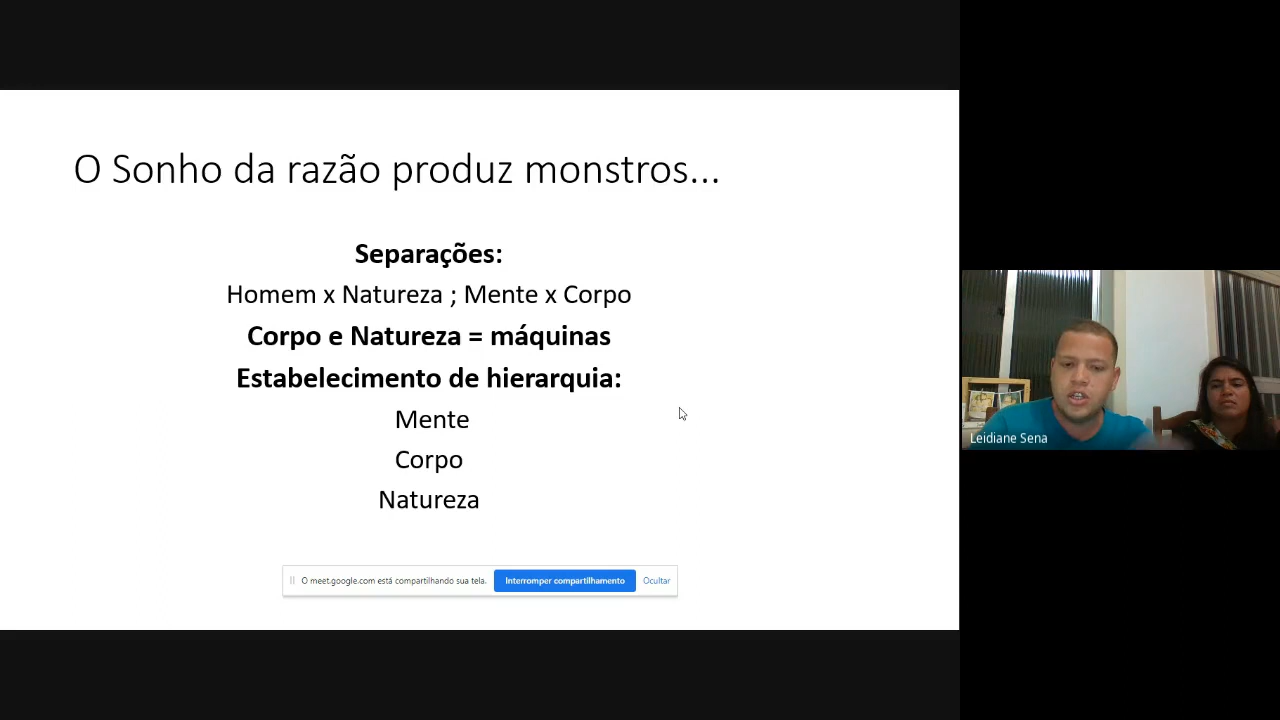 O Sonho da razão produz monstros...
Separações:
Homem x Natureza ; Mente x Corpo
Corpo e Natureza = máquinas
Estabelecimento de hierarquia:
Mente
Corpo
Natureza
O meet.google.com está compartilhando sua tela. Interromper compartilhamento Ocultar
Leidiane Sena